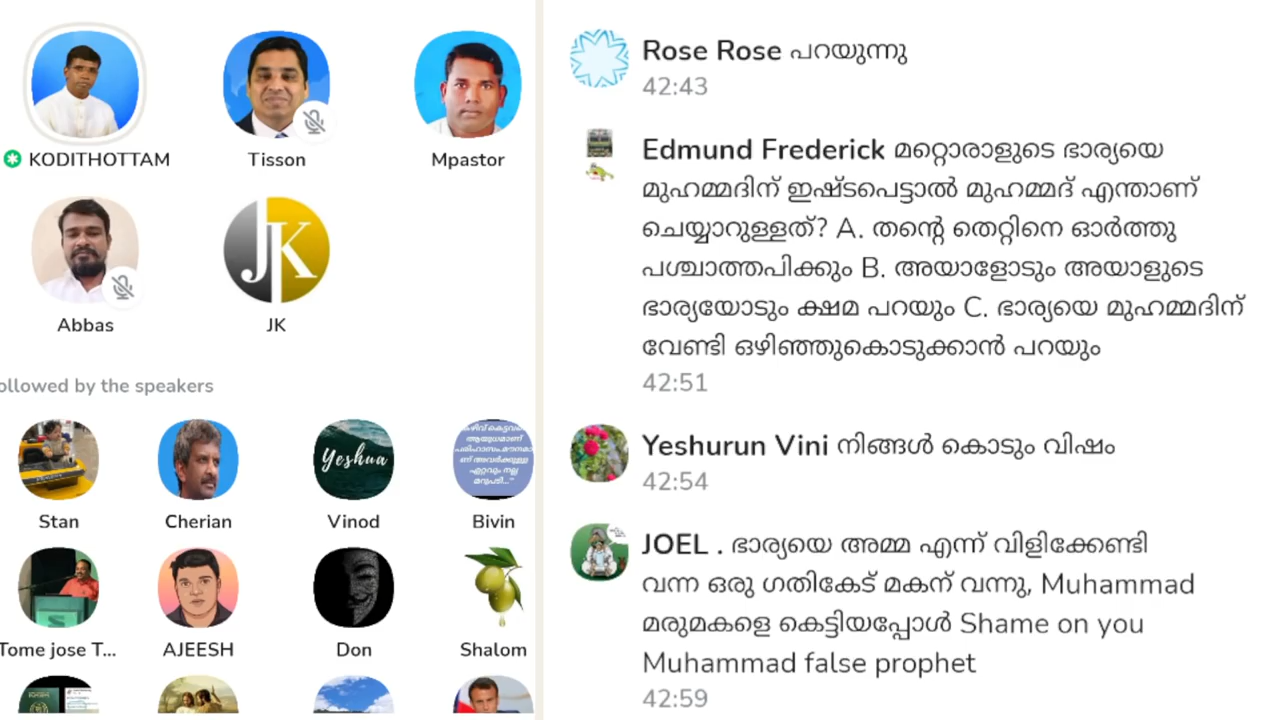 KODITHOTTAM
Tisson
Mpastor
JK
Abbas
JK
ollowed by the speakers
Yeshua
ആയുധമാണ്
Stan
Cherian
Vinod
Bivin
Tome jose T...
AJEESH
Don
Shalom
Rose Rose പറയുന്നു
42:43
Edmund Frederick മറ്റൊരാളുടെ ഭാര്യയെ
മുഹമ്മദിന് ഇഷ്ടപെട്ടാൽ മുഹമ്മദ് എന്താണ്
ചെയ്യാറുള്ളത്? A. തന്റെ തെറ്റിനെ ഓർത്തു
പശ്ചാത്തപിക്കും B. അയാളോടും അയാളുടെ
ഭാര്യയോടും ക്ഷമ പറയും C. ഭാര്യയെ മുഹമ്മദിന്
വേണ്ടി ഒഴിഞ്ഞുകൊടുക്കാൻ പറയും
42:51
Yeshurun Vini നിങ്ങൾ കൊടും വിഷം
42:54
JOEL . ഭാര്യയെ അമ്മ എന്ന് വിളിക്കേണ്ടി
വന്ന ഒരു ഗതികേട് മകന് വന്നു, Muhammad
മരുമകളെ കെട്ടിയപ്പോൾ Shame on you
Muhammad false prophet
42:59